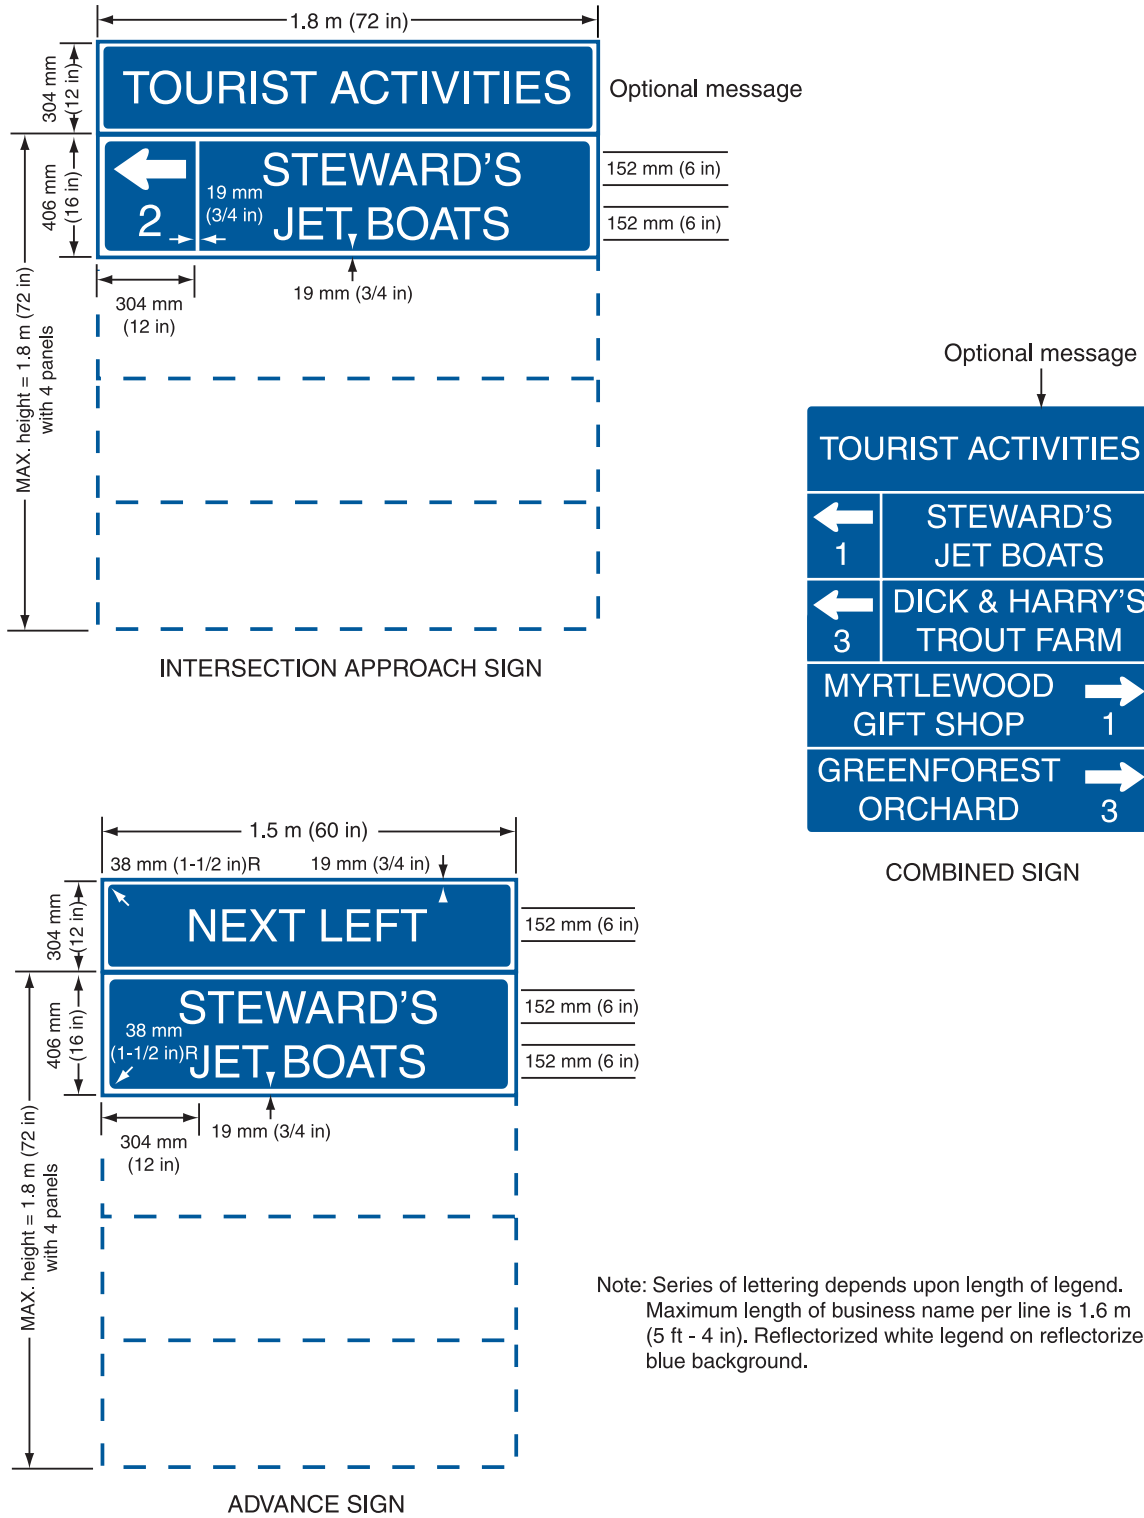 1.8 m (72 in)
304 mm
(12 in)
TOURIST ACTIVITIES
Optional message
406 mm
(16 in)
2
19 mm
(3/4 in)
STEWARD'S
JET BOATS
152 mm (6 in)
152 mm (6 in)
304 mm
(12 in)
19 mm (3/4 in)
MAX. height = 1.8 m (72 in)
with 4 panels
INTERSECTION APPROACH SIGN
Optional message
TOURIST ACTIVITIES
STEWARD'S
1 JET BOATS
DICK & HARRY'S
3 TROUT FARM
MYRTLEWOOD
GIFT SHOP 1
GREENFOREST
ORCHARD 3
COMBINED SIGN
1.5 m (60 in)
38 mm (1-1/2 in)R
19 mm (3/4 in)
304 mm
(12 in)
NEXT LEFT
152 mm (6 in)
406 mm
(16 in)
STEWARD'S
JET BOATS
38 mm
(1-1/2 in)R
152 mm (6 in)
152 mm (6 in)
304 mm
(12 in)
19 mm (3/4 in)
MAX. height = 1.8 m (72 in)
with 4 panels
ADVANCE SIGN
Note: Series of lettering depends upon length of legend.
Maximum length of business name per line is 1.6 m
(5 ft - 4 in). Reflectorized white legend on reflectorize
blue background.